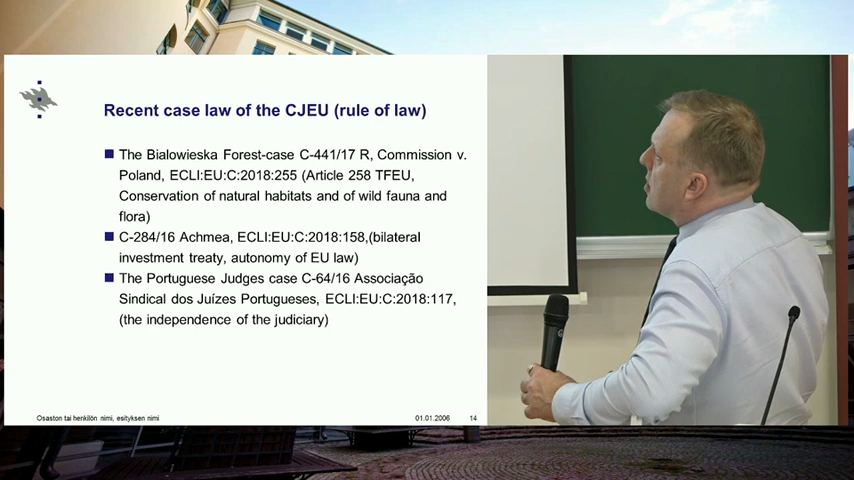 Recent case law of the CJEU (rule of law)
The Bialowieska Forest-case C-441/17 R, Commission v.
Poland, ECLI:EU:C:2018:255 (Article 258 TFEU,
Conservation of natural habitats and of wild fauna and
flora)
C-284/16 Achmea, ECLI:EU:C:2018:158,(bilateral
investment treaty, autonomy of EU law)
The Portuguese Judges case C-64/16 Associação
Sindical dos Juízes Portugueses, ECLI:EU:C:2018:117,
(the independence of the judiciary)
Osaston tai henkilön nimi, esityksen nimi
01.01.2006
14